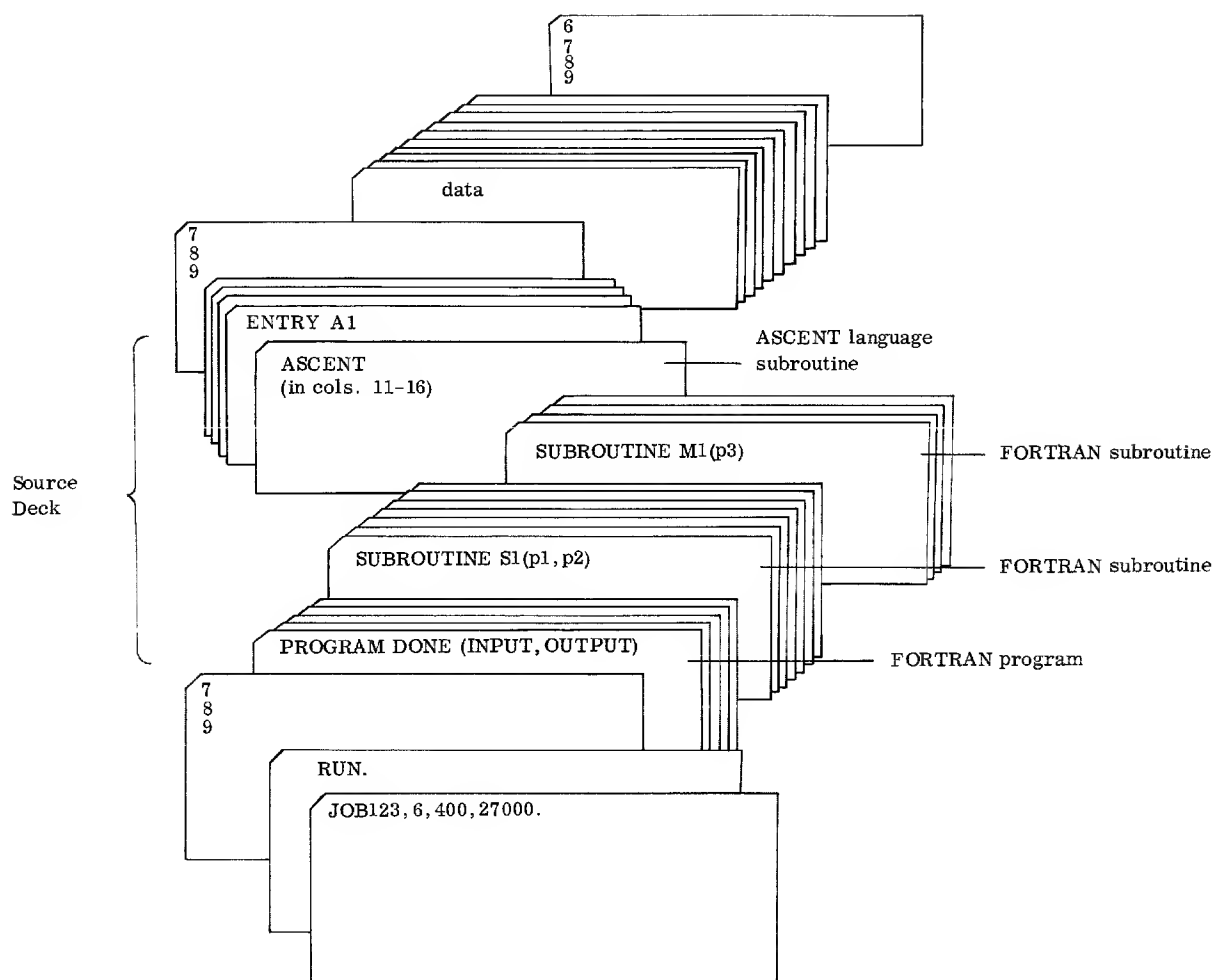 6
7
8
9
data
7
8
9
ENTRY A1
ASCENT
(in cols. 11-16)
ASCENT language
subroutine
SUBROUTINE M1(p3)
FORTRAN subroutine
Source
Deck
SUBROUTINE S1(p1,p2)
FORTRAN subroutine
PROGRAM DONE (INPUT, OUTPUT)
FORTRAN program
7
8
9
RUN.
JOB123,6,400,27000.